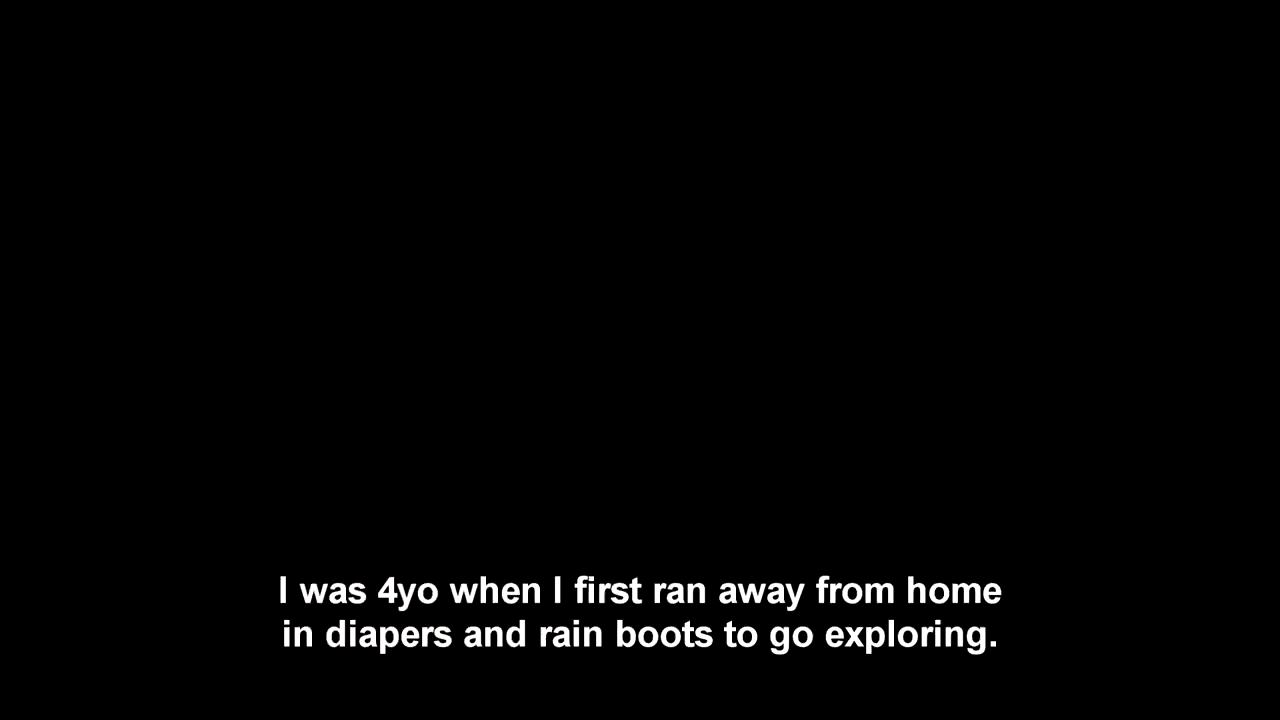 I was 4yo when I first ran away from home
in diapers and rain boots to go exploring.